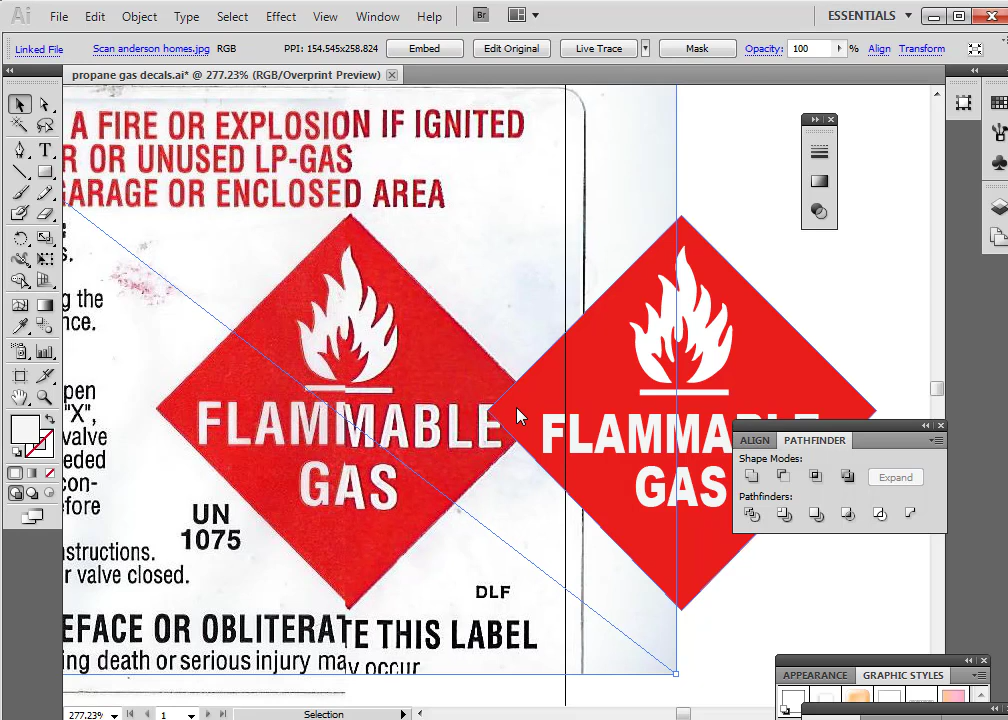 Ai File Edit Object Type Select Effect View Window Help Br ESSENTIALS
Linked File Scan anderson homes.jpg RGB PPI: 154.545x258.824 Embed Edit Original Live Trace Mask Opacity: 100 % Align Transform
propane gas decals.ai* @ 277.23% (RGB/Overprint Preview)
A FIRE OR EXPLOSION IF IGNITED
R OR UNUSED LP-GAS
GARAGE OR ENCLOSED AREA
s.
g the
nce.
pen
"X",
valve
eded
con-
efore
FLAMMABLE
GAS
UN
1075
nstructions.
r valve closed.
DLF
EFACE OR OBLITERATE THIS LABEL
ing death or serious injury may occur
FLAMMABL
GAS
ALIGN PATHFINDER
Shape Modes:
Expand
Pathfinders:
APPEARANCE GRAPHIC STYLES
277.23% 1 Selection